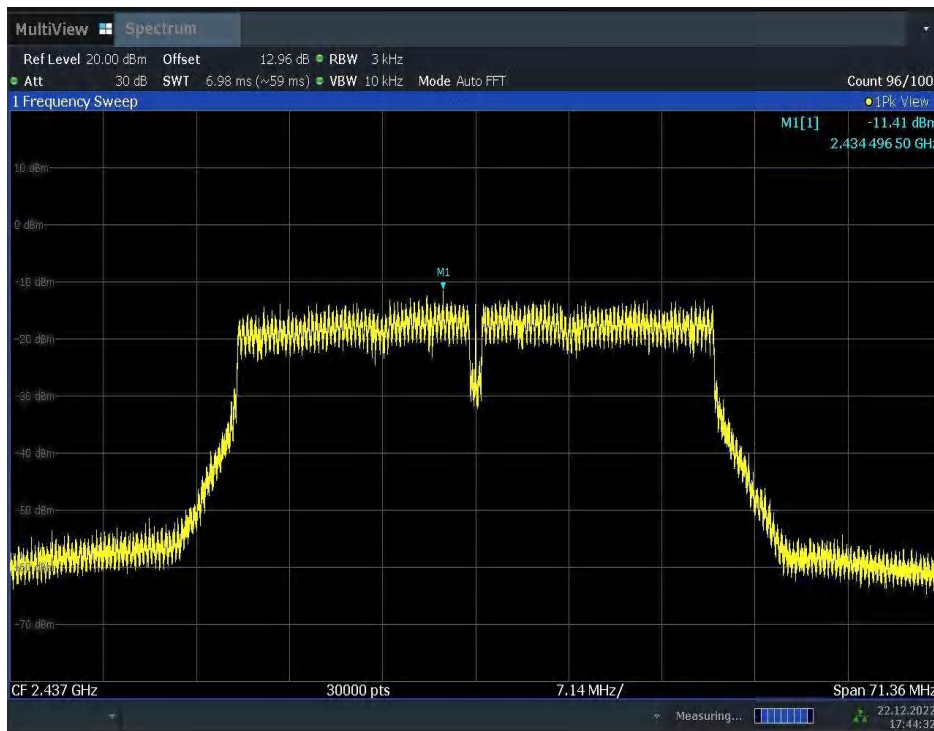 MultiView Spectrum
Ref Level 20.00 dBm Offset 12.96 dB RBW 3 kHz
Att 30 dB SWT 6.98 ms (~59 ms) VBW 10 kHz Mode Auto FFT Count 96/100
1 Frequency Sweep 1Pk View
M1[1] -11.41 dBm
2.434 496 50 GHz
10 dBm
0 dBm
M1
-10 dBm
-20 dBm
-30 dBm
-40 dBm
-50 dBm
-70 dBm
CF 2.437 GHz 30000 pts 7.14 MHz/ Span 71.36 MHz
Measuring... 22.12.2022
17:44:32